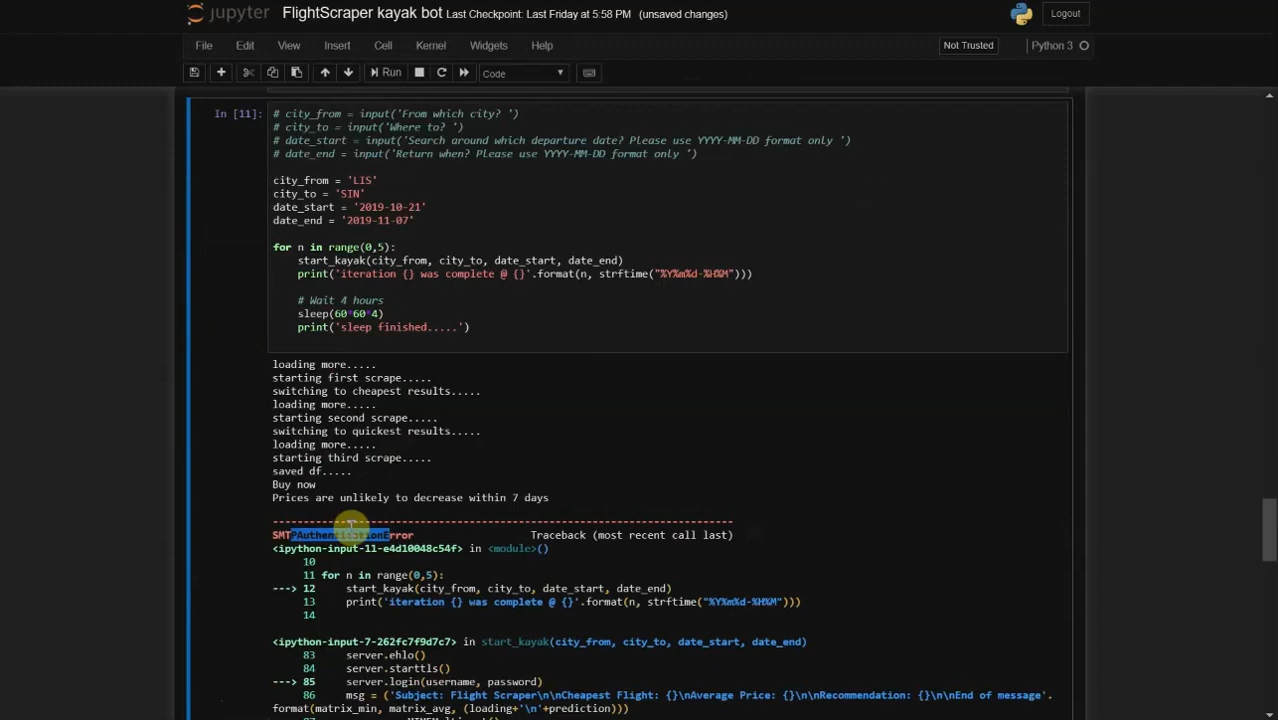 jupyter FlightScraper kayak bot Last Checkpoint: Last Friday at 5:58 PM (unsaved changes) Logout
File Edit View Insert Cell Kernel Widgets Help Not Trusted Python 3
Run Code
In [11]: # city_from = input('From which city? ')
# city_to = input('Where to? ')
# date_start = input('Search around which departure date? Please use YYYY-MM-DD format only ')
# date_end = input('Return when? Please use YYYY-MM-DD format only ')
city_from = 'LIS'
city_to = 'SIN'
date_start = '2019-10-21'
date_end = '2019-11-07'
for n in range(0,5):
start_kayak(city_from, city_to, date_start, date_end)
print('iteration {} was complete @ {}'.format(n, strftime("%Y%m%d-%H%M")))
# Wait 4 hours
sleep(60*60*4)
print('sleep finished.....')
loading more.....
starting first scrape.....
switching to cheapest results.....
loading more.....
starting second scrape.....
switching to quickest results.....
loading more.....
starting third scrape.....
saved df.....
Buy now
Prices are unlikely to decrease within 7 days
---------------------------------------------------------------------------
SMTPAuthenticationError Traceback (most recent call last)
<ipython-input-11-e4d10048c54f> in <module>()
10
11 for n in range(0,5):
---> 12 start_kayak(city_from, city_to, date_start, date_end)
13 print('iteration {} was complete @ {}'.format(n, strftime("%Y%m%d-%H%M")))
14
<ipython-input-7-262fc7f9d7c7> in start_kayak(city_from, city_to, date_start, date_end)
83 server.ehlo()
84 server.starttls()
---> 85 server.login(username, password)
86 msg = ('Subject: Flight Scraper\n\nCheapest Flight: {}\nAverage Price: {}\n\nRecommendation: {}\n\nEnd of message'.
format(matrix_min, matrix_avg, (loading+'\n'+prediction)))